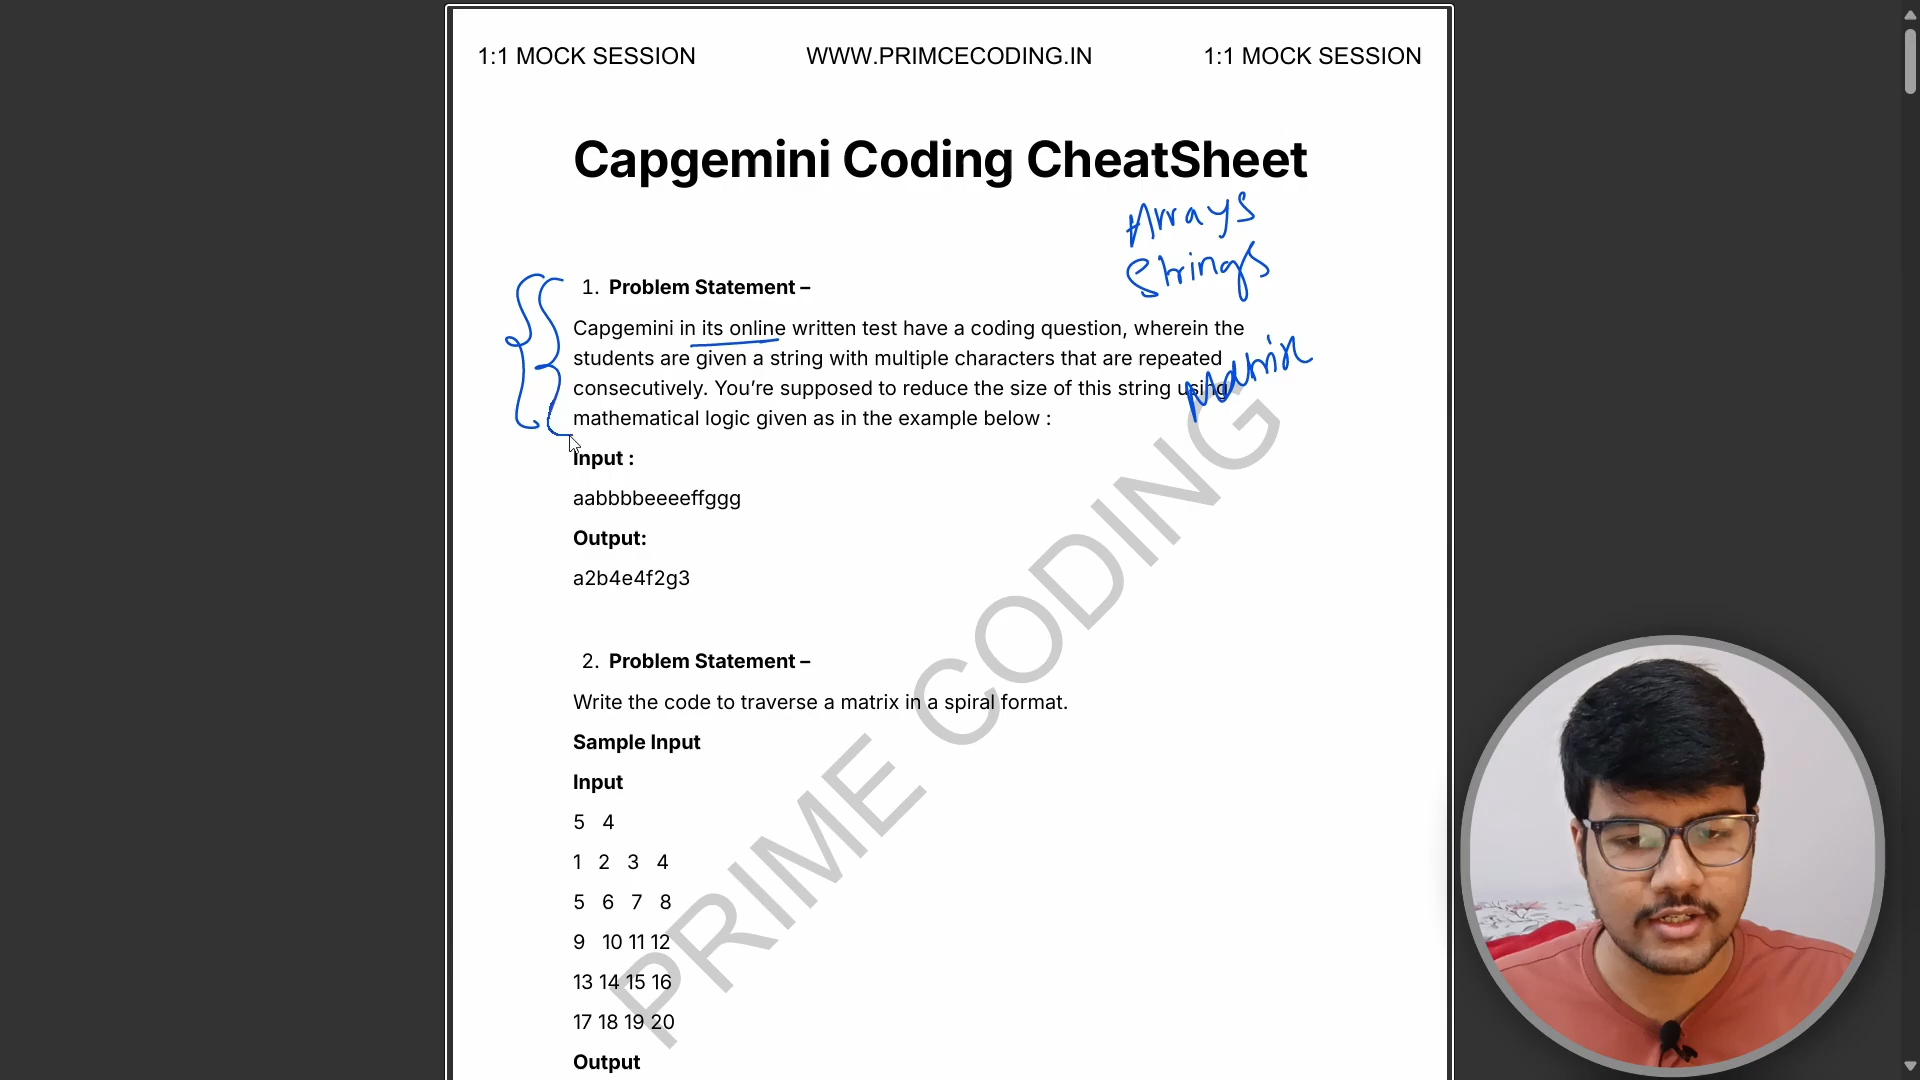 1:1 MOCK SESSION WWW.PRIMCECODING.IN 1:1 MOCK SESSION
Capgemini Coding CheatSheet
Arrays
Strings
Matrix
1. Problem Statement –
Capgemini in its online written test have a coding question, wherein the
students are given a string with multiple characters that are repeated
consecutively. You're supposed to reduce the size of this string using
mathematical logic given as in the example below :
Input :
aabbbbeeeeffggg
Output:
a2b4e4f2g3
2. Problem Statement –
Write the code to traverse a matrix in a spiral format.
Sample Input
Input
5 4
1 2 3 4
5 6 7 8
9 10 11 12
13 14 15 16
17 18 19 20
Output
PRIME CODING